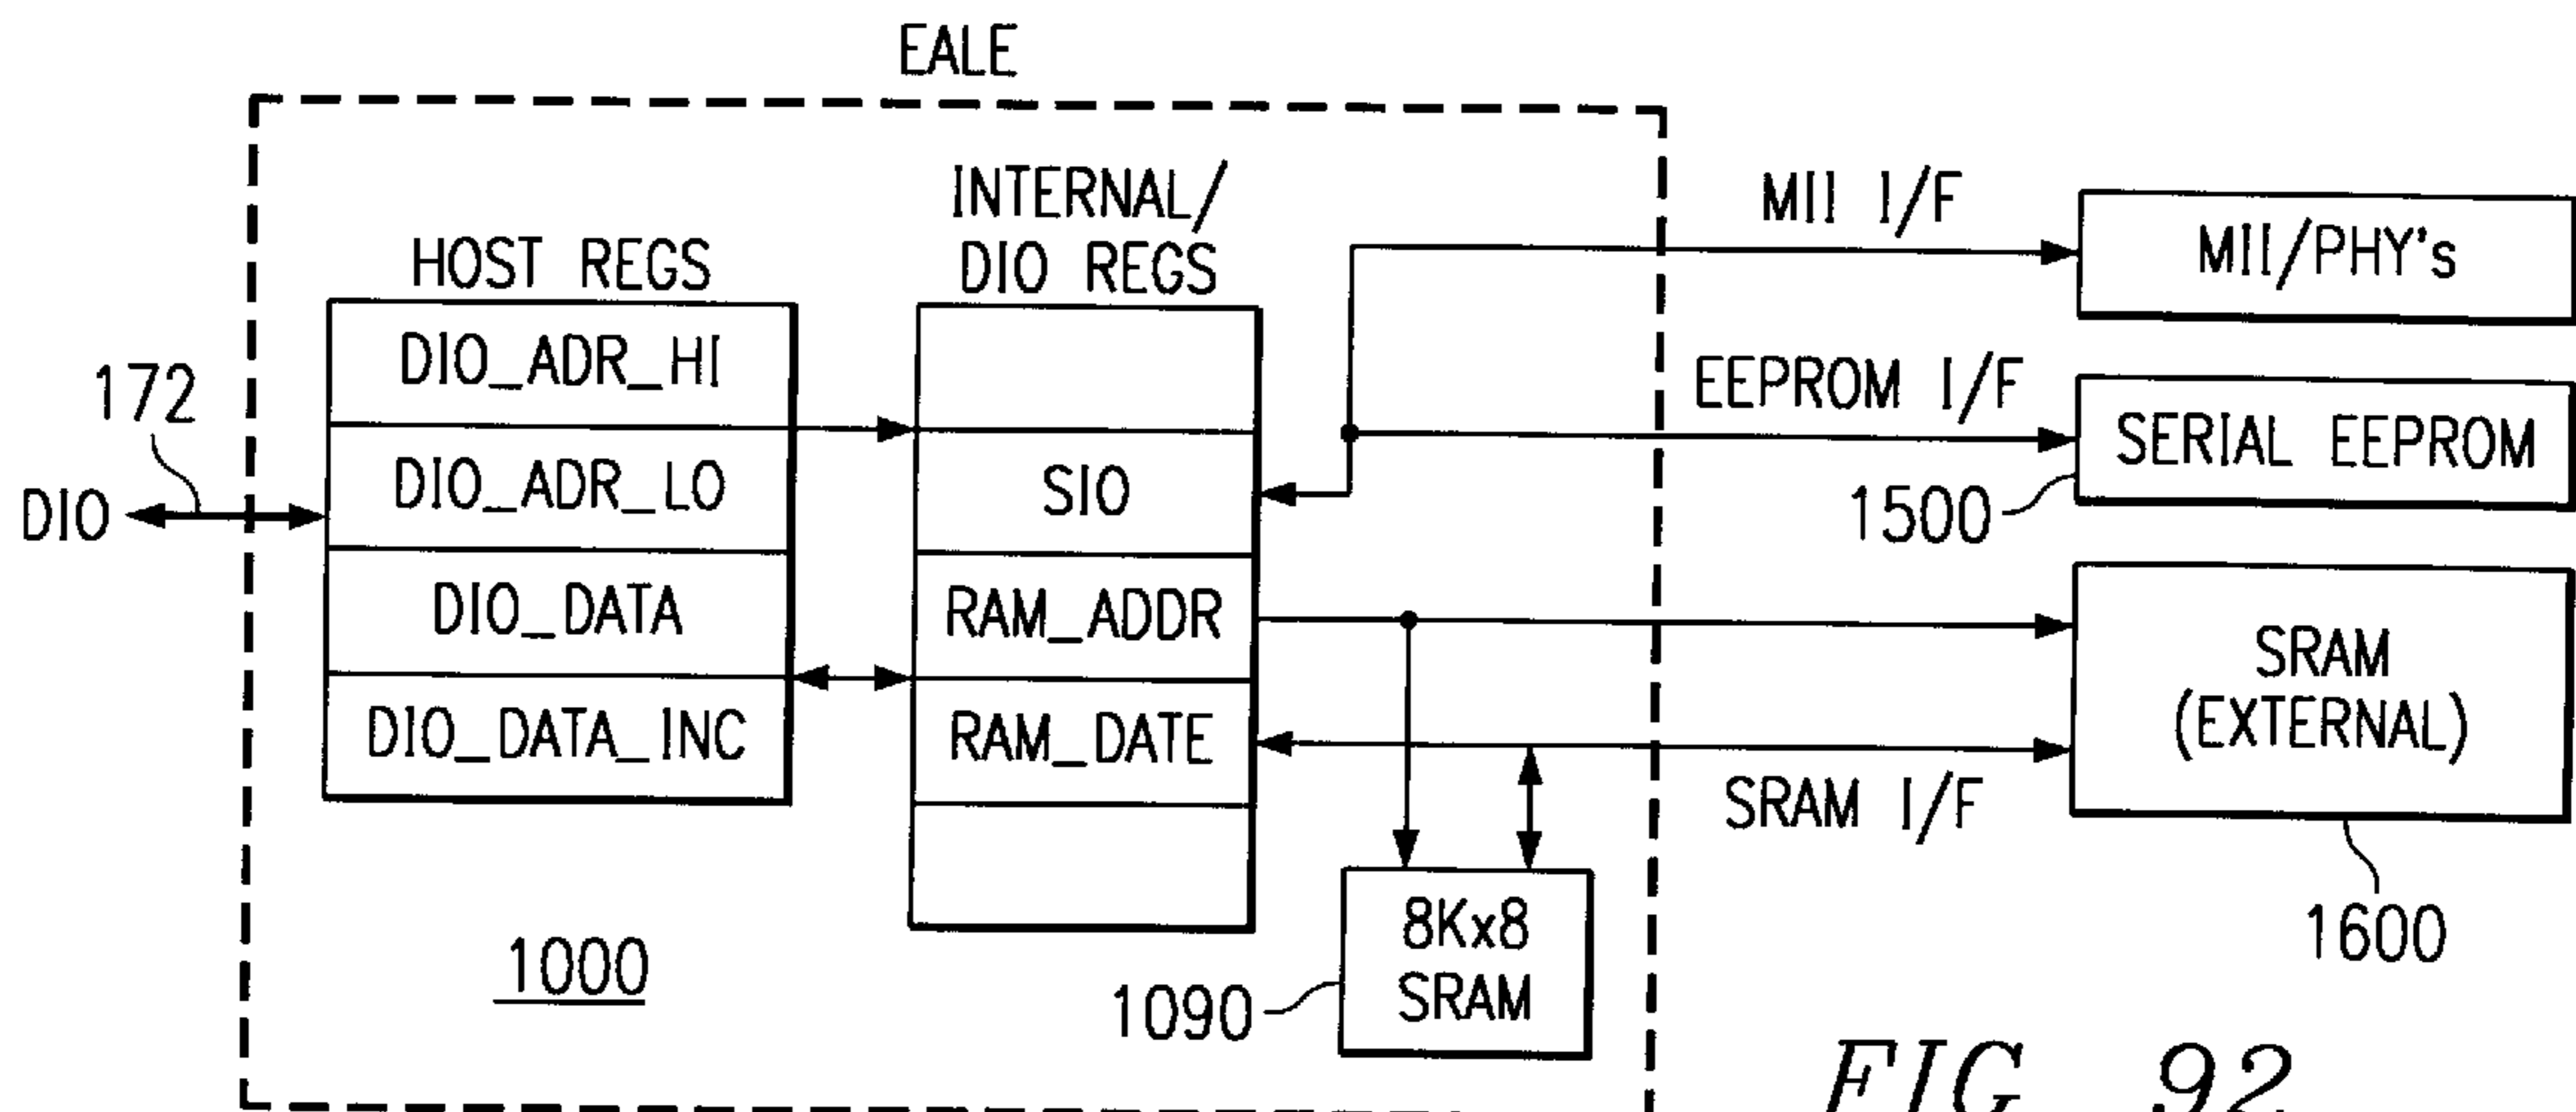 EALE
172
DIO
HOST REGS
DIO_ADR_HI
DIO_ADR_LO
DIO_DATA
DIO_DATA_INC
1000
INTERNAL/
DIO REGS
SIO
RAM_ADDR
RAM_DATE
8Kx8
SRAM
1090
MII I/F
MII/PHY's
EEPROM I/F
SERIAL EEPROM
1500
SRAM
(EXTERNAL)
SRAM I/F
1600
FIG. 92